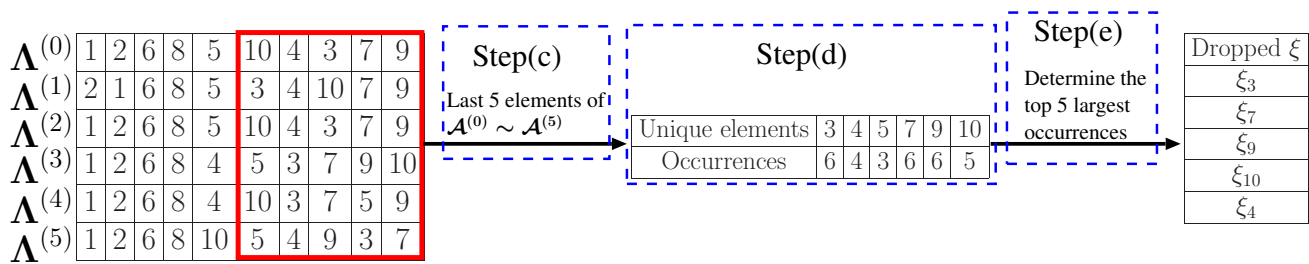 Λ(0) 1 2 6 8 5 10 4 3 7 9
Λ(1) 2 1 6 8 5 3 4 10 7 9
Λ(2) 1 2 6 8 5 10 4 3 7 9
Λ(3) 1 2 6 8 4 5 3 7 9 10
Λ(4) 1 2 6 8 4 10 3 7 5 9
Λ(5) 1 2 6 8 10 5 4 9 3 7
Step(c)
Last 5 elements of
𝓐(0) ∼ 𝓐(5)
Step(d)
Unique elements 3 4 5 7 9 10
Occurrences 6 4 3 6 6 5
Step(e)
Determine the
top 5 largest
occurrences
Dropped ξ
ξ3
ξ7
ξ9
ξ10
ξ4